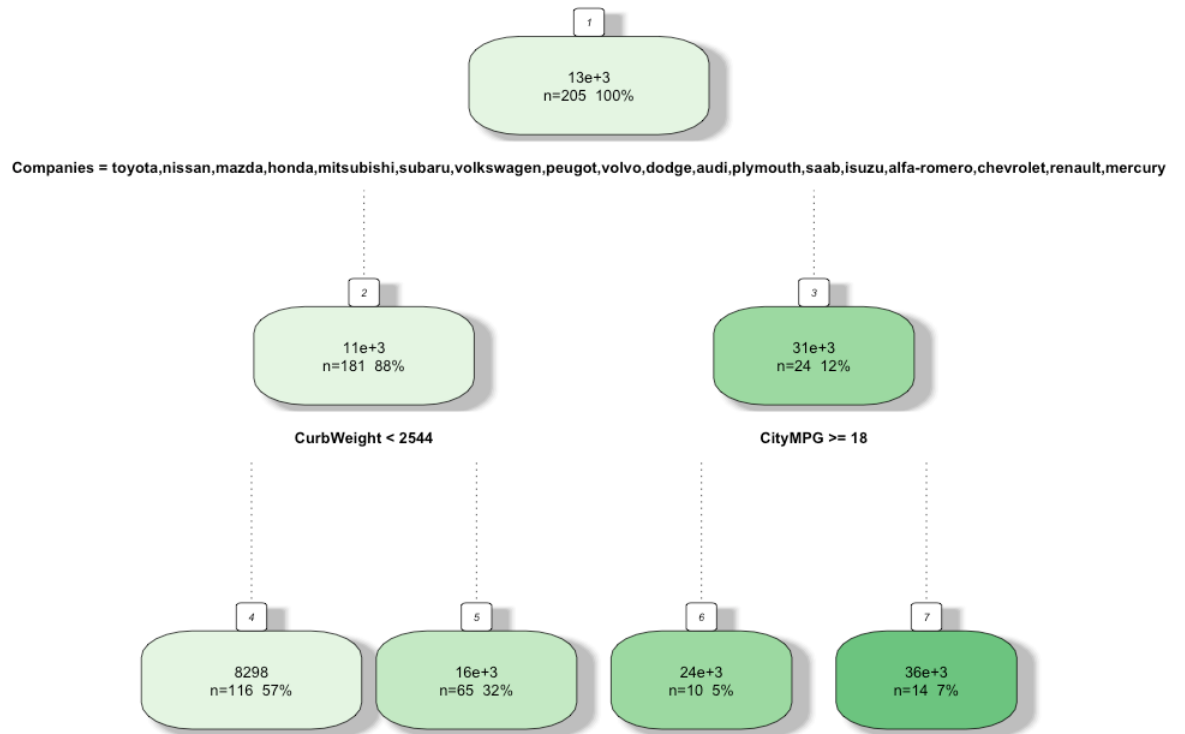 1
13e+3
n=205 100%
Companies = toyota,nissan,mazda,honda,mitsubishi,subaru,volkswagen,peugot,volvo,dodge,audi,plymouth,saab,isuzu,alfa-romero,chevrolet,renault,mercury
2
11e+3
n=181 88%
3
31e+3
n=24 12%
CurbWeight < 2544
CityMPG >= 18
4
8298
n=116 57%
5
16e+3
n=65 32%
6
24e+3
n=10 5%
7
36e+3
n=14 7%